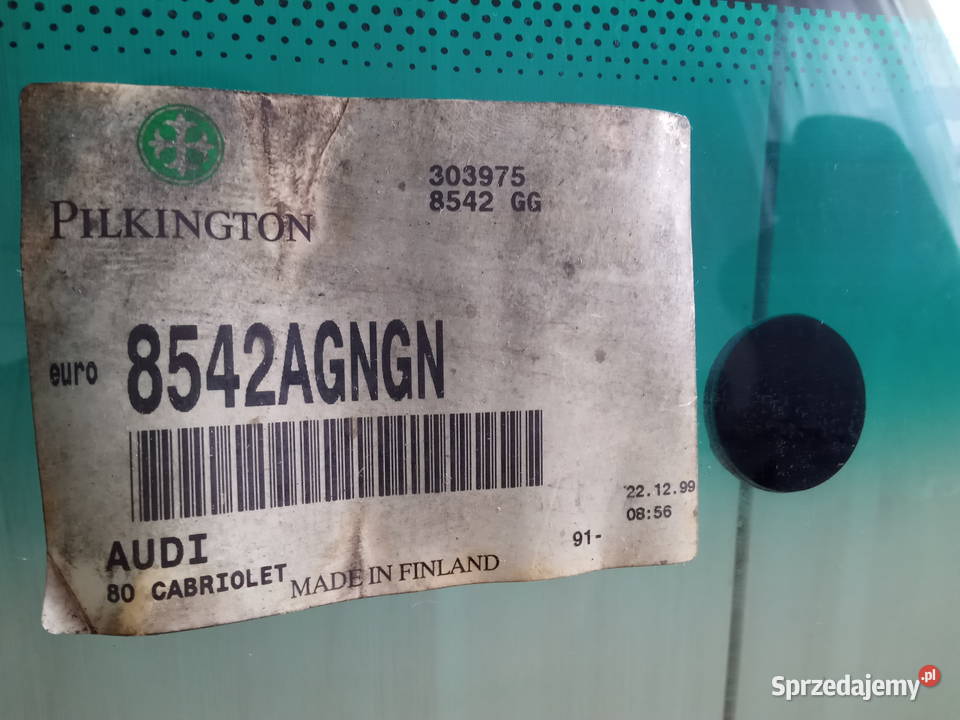 PILKINGTON
303975
8542 GG
euro 8542AGNGN
22.12.99
08:56
91-
AUDI
80 CABRIOLET
MADE IN FINLAND
Sprzedajemy.pl